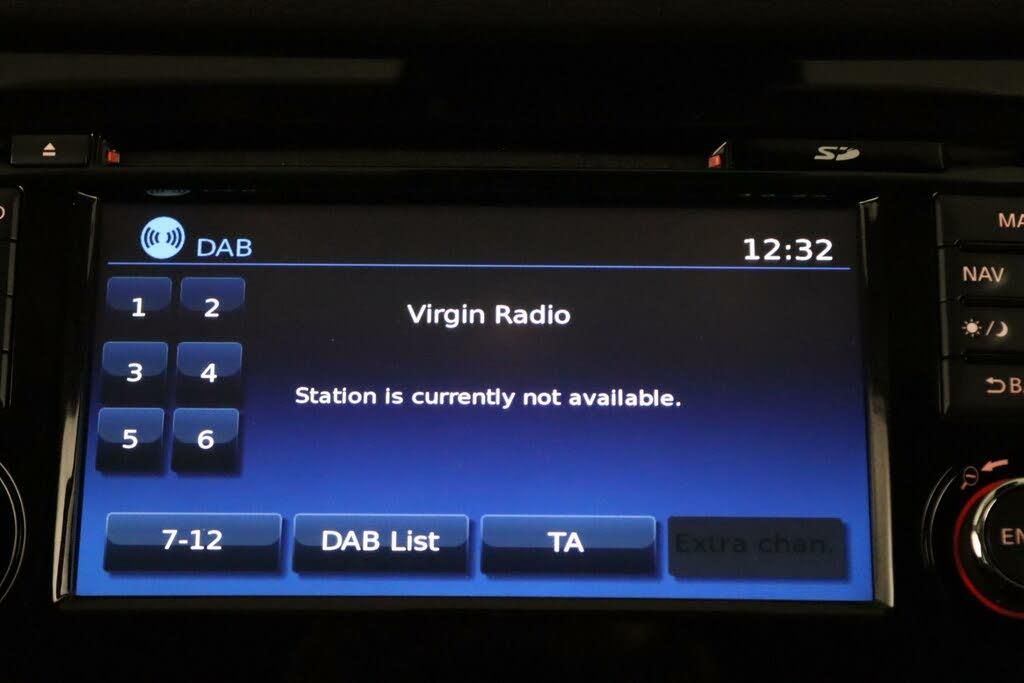 SD
DAB
12:32
1
2
Virgin Radio
3
4
Station is currently not available.
5
6
7-12
DAB List
TA
Extra chan.
NAV